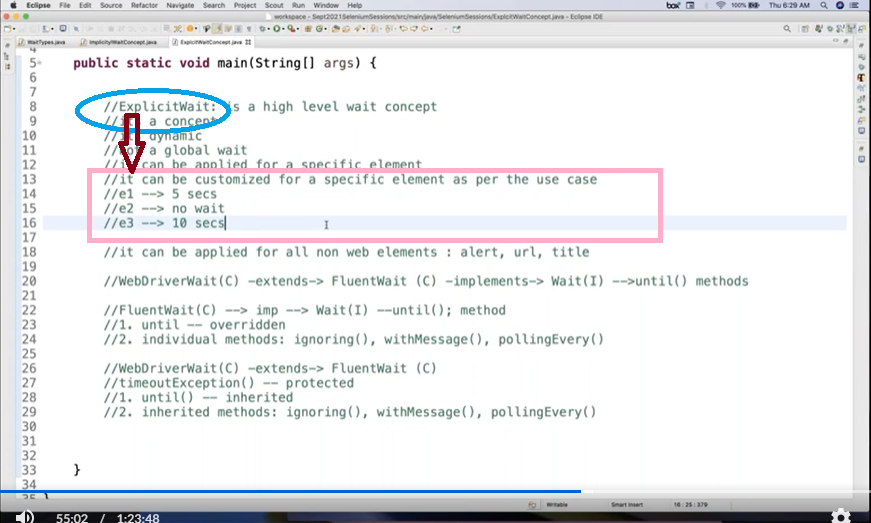 Eclipse File Edit Source Refactor Navigate Search Project Scout Run Window Help box 100% Thu 6:29 AM
workspace - Sept2021SeleniumSessions/src/main/java/SeleniumSessions/ExplicitWaitConcept.java - Eclipse IDE
WaitTypes.java ImplicitlyWaitConcept.java ExplicitWaitConcept.java
4
5 public static void main(String[] args) {
6
7
8 //ExplicitWait: is a high level wait concept
9 a concept
10 dynamic
11 a global wait
12 can be applied for a specific element
13 //it can be customized for a specific element as per the use case
14 //e1 --> 5 secs
15 //e2 --> no wait
16 //e3 --> 10 secs
17
18 //it can be applied for all non web elements : alert, url, title
19
20 //WebDriverWait(C) -extends-> FluentWait (C) -implements-> Wait(I) -->until() methods
21
22 //FluentWait(C) --> imp --> Wait(I) --until(); method
23 //1. until -- overridden
24 //2. individual methods: ignoring(), withMessage(), pollingEvery()
25
26 //WebDriverWait(C) -extends-> FluentWait (C)
27 //timeoutException() -- protected
28 //1. until() -- inherited
29 //2. inherited methods: ignoring(), withMessage(), pollingEvery()
30
31
32
33 }
34
35 }
Writable Smart Insert 16 : 25 : 379
55:02 / 1:23:48